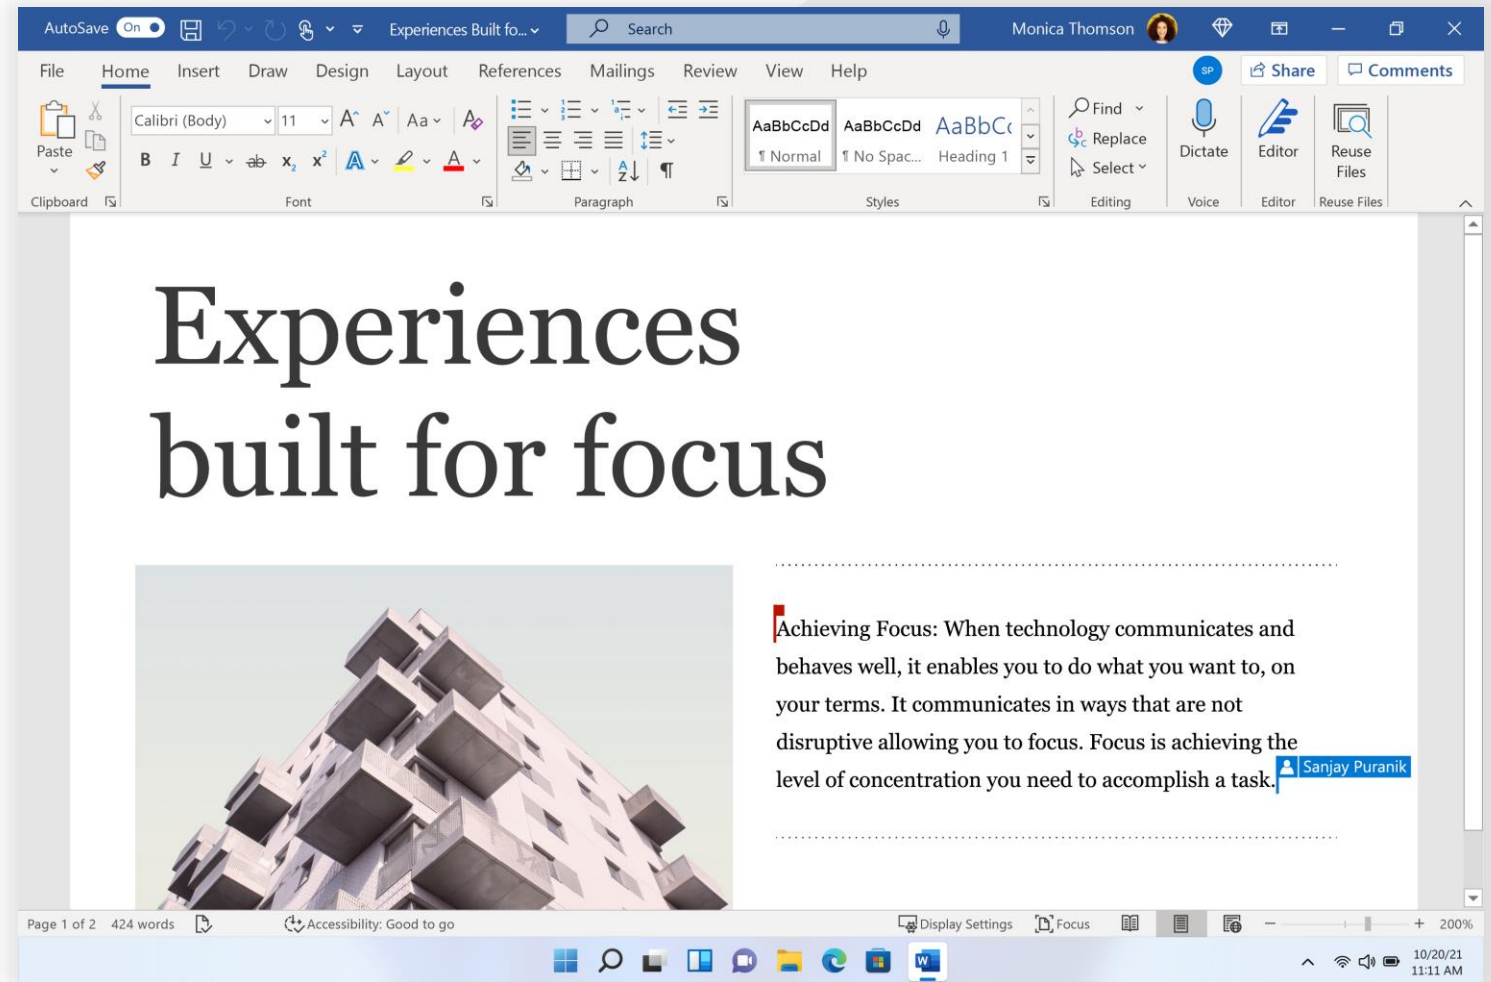 AutoSave On Experiences Built fo... Search Monica Thomson
File Home Insert Draw Design Layout References Mailings Review View Help SP Share Comments
Paste
Clipboard
Calibri (Body) 11 A A Aa A
B I U ab x₂ x² A A
Font
A Z ¶
Paragraph
AaBbCcDd AaBbCcDd AaBbCc
¶ Normal ¶ No Spac... Heading 1
Styles
Find
Replace
Select
Editing
Dictate
Voice
Editor
Editor
Reuse
Files
Reuse Files
Experiences
built for focus
Achieving Focus: When technology communicates and
behaves well, it enables you to do what you want to, on
your terms. It communicates in ways that are not
disruptive allowing you to focus. Focus is achieving the
level of concentration you need to accomplish a task.
Sanjay Puranik
Page 1 of 2 424 words Accessibility: Good to go Display Settings Focus 200%
W
10/20/21
11:11 AM